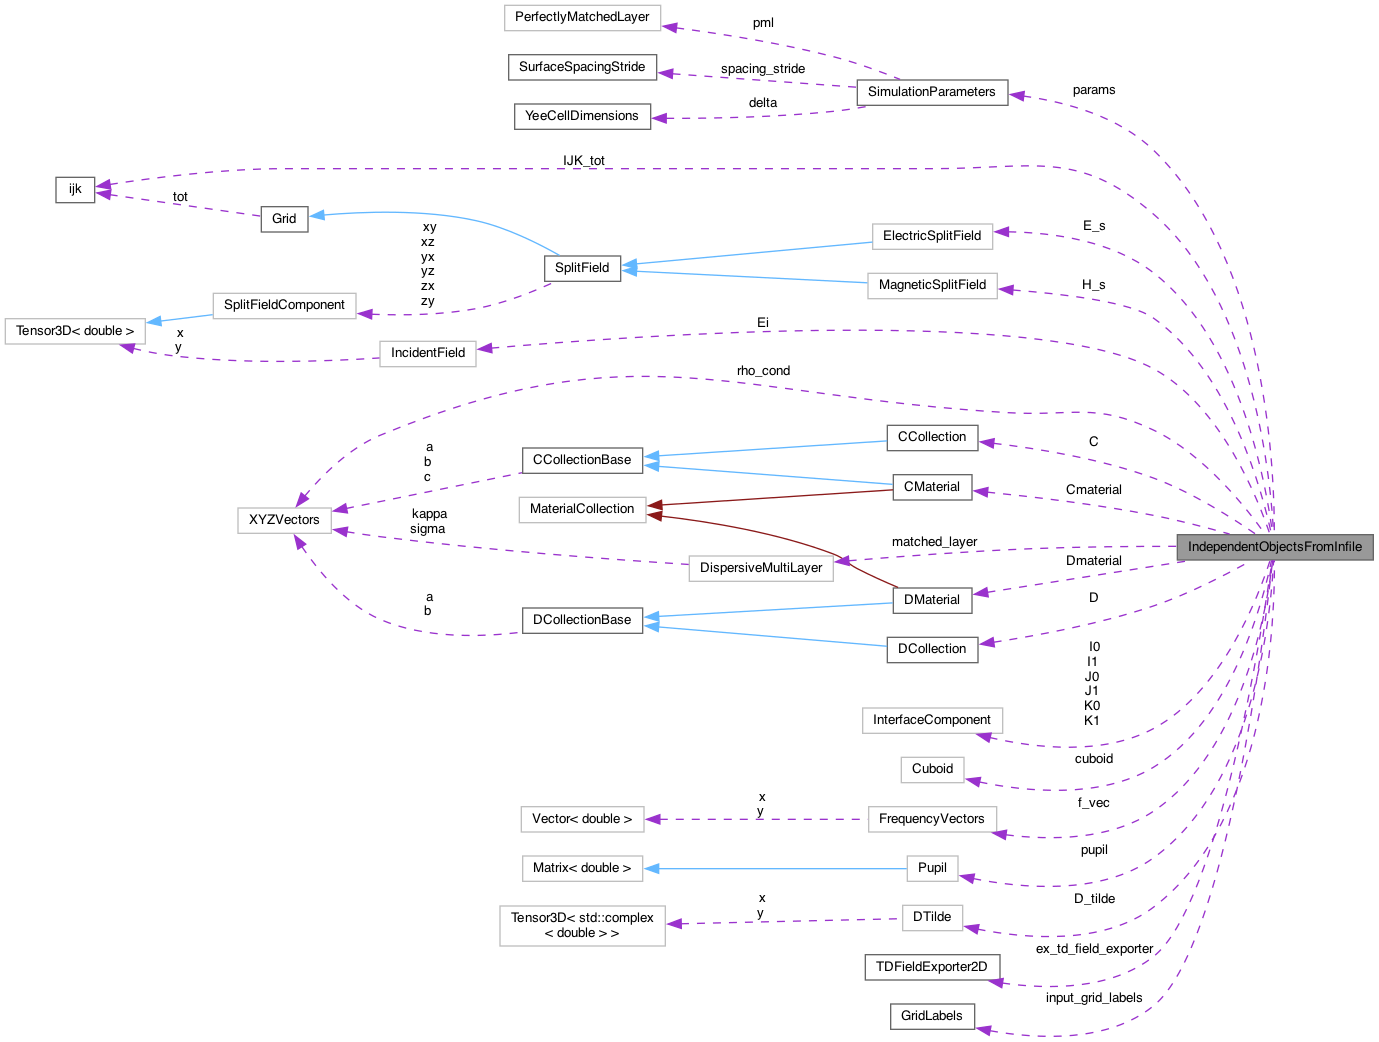 PerfectlyMatchedLayer
pml
SurfaceSpacingStride
spacing_stride
SimulationParameters
params
YeeCellDimensions
delta
IJK_tot
ijk
tot
Grid
xy
xz
yx
yz
zx
zy
ElectricSplitField
E_s
SplitField
MagneticSplitField
H_s
SplitFieldComponent
Tensor3D< double >
x
y
Ei
IncidentField
rho_cond
CCollection
C
a
b
c
CCollectionBase
CMaterial
Cmaterial
MaterialCollection
XYZVectors
kappa
sigma
matched_layer
IndependentObjectsFromInfile
DispersiveMultiLayer
Dmaterial
DMaterial
D
a
b
DCollectionBase
DCollection
I0
I1
J0
J1
K0
K1
InterfaceComponent
cuboid
Cuboid
x
y
Vector< double >
FrequencyVectors
f_vec
pupil
Matrix< double >
Pupil
D_tilde
x
y
Tensor3D< std::complex
< double > >
DTilde
ex_td_field_exporter
TDFieldExporter2D
input_grid_labels
GridLabels